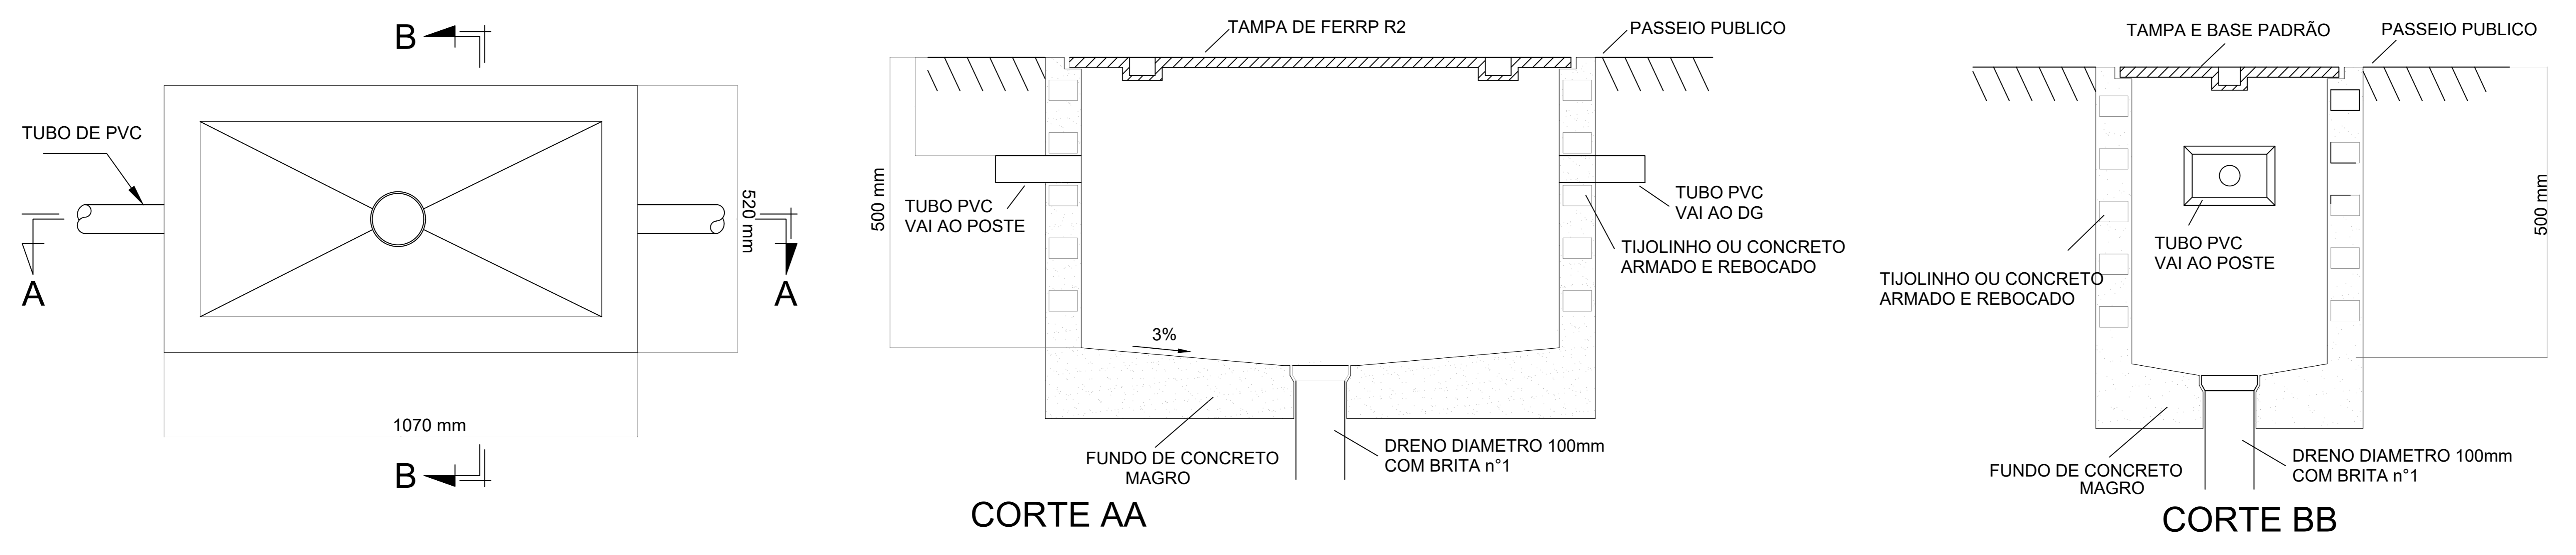 B
TUBO DE PVC
520 mm
A
A
1070 mm
B
TAMPA DE FERRP R2
PASSEIO PUBLICO
500 mm
TUBO PVC
VAI AO POSTE
TUBO PVC
VAI AO DG
TIJOLINHO OU CONCRETO
ARMADO E REBOCADO
3%
FUNDO DE CONCRETO
MAGRO
DRENO DIAMETRO 100mm
COM BRITA n°1
CORTE AA
TAMPA E BASE PADRÃO
PASSEIO PUBLICO
500 mm
TUBO PVC
VAI AO POSTE
TIJOLINHO OU CONCRETO
ARMADO E REBOCADO
FUNDO DE CONCRETO
MAGRO
DRENO DIAMETRO 100mm
COM BRITA n°1
CORTE BB